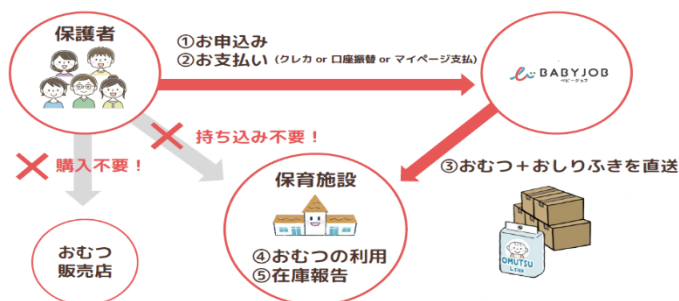 保護者
①お申込み
②お支払い（クレカ or 口座振替 or マイページ支払）
BABYJOB
ベビージョブ
持ち込み不要！
購入不要！
保育施設
③おむつ＋おしりふきを直送
おむつ
販売店
④おむつの利用
⑤在庫報告
OMUTSU